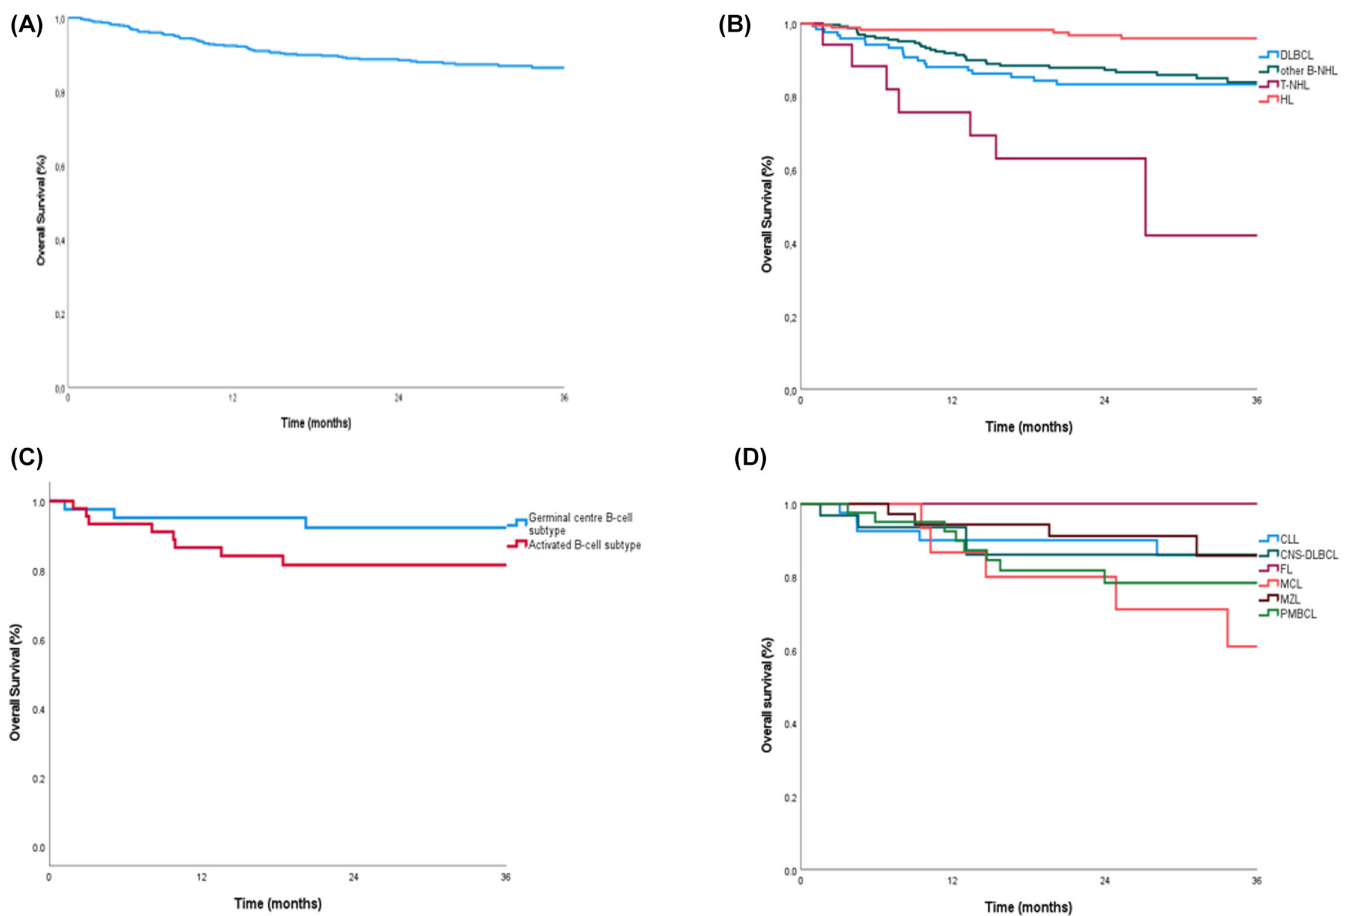 (A)
1,0
0,8
0,6
0,4
0,2
0,0
Overall Survival (%)
0 12 24 36
Time (months)
(B)
1,0
0,8
0,6
0,4
0,2
0,0
Overall Survival (%)
0 12 24 36
Time (months)
DLBCL
other B-NHL
T-NHL
HL
(C)
1.0
0.8
0.6
0.4
0.2
0.0
Overall Survival (%)
0 12 24 36
Time (months)
Germinal centre B-cell
subtype
Activated B-cell subtype
(D)
1.0
0.8
0.6
0.4
0.2
0.0
Overall survival (%)
0 12 24 36
Time (months)
CLL
CNS-DLBCL
FL
MCL
MZL
PMBCL